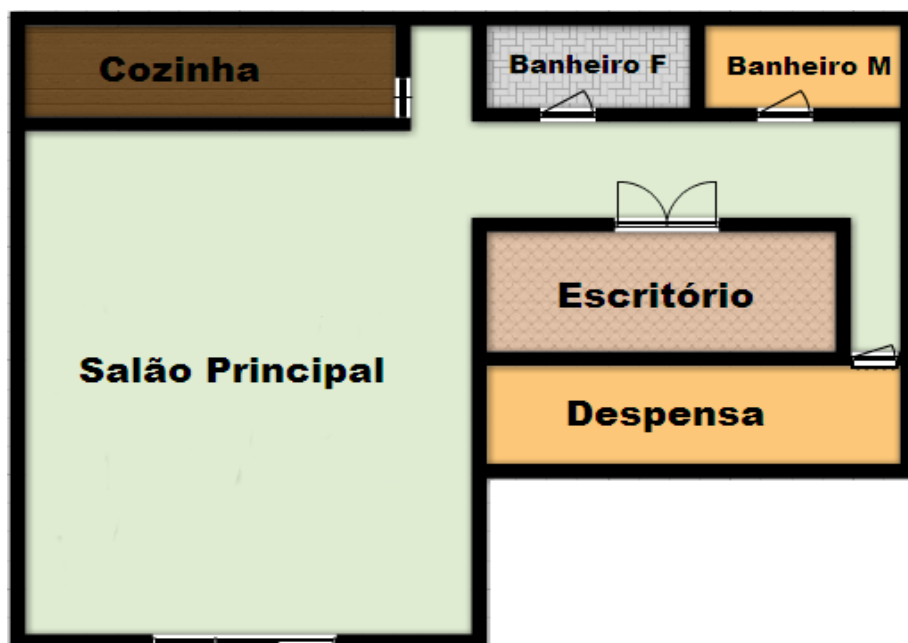 Cozinha
Banheiro F
Banheiro M
Escritório
Salão Principal
Despensa